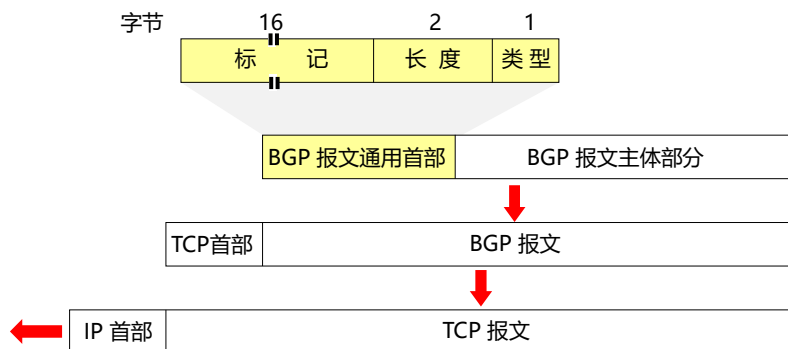 字节 16 2 1
标 记 长 度 类 型
BGP 报文通用首部 BGP 报文主体部分
TCP首部 BGP 报文
IP 首部 TCP 报文